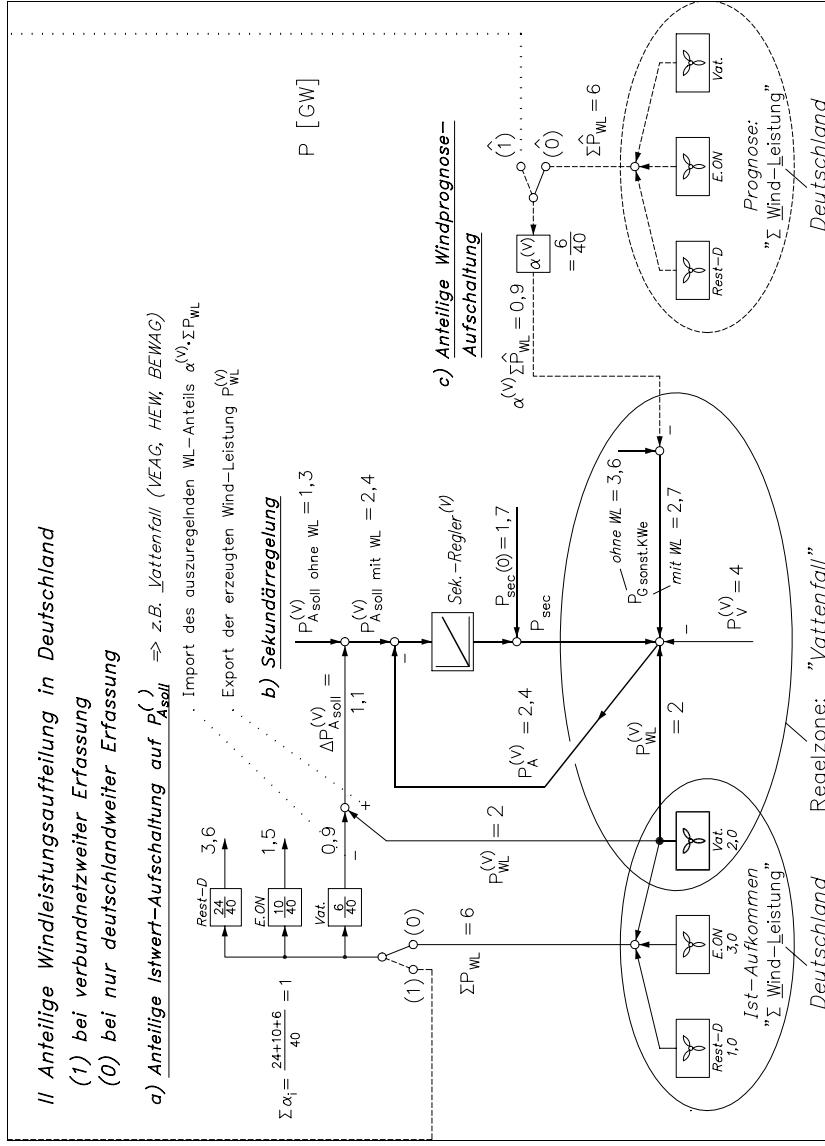 II Anteilige Windleistungsaufteilung in Deutschland
(1) bei verbundnetzweiter Erfassung
(0) bei nur deutschlandweiter Erfassung
a) Anteilige Istwert-Aufschaltung auf P_Asoll^( ) => z.B. Vattenfall (VEAG, HEW, BEWAG)
Import des auszuregelnden WL-Anteils α^(V)·ΣP_WL
Export der erzeugten Wind-Leistung P_WL^(V)
P [GW]
Σα_i = (24+10+6)/40 = 1
Rest-D
24/40
3,6
E.ON
10/40
1,5
Vat.
6/40
0,9
−
+
(1)
(0)
ΣP_WL = 6
P_WL^(V) = 2
ΔP_Asoll^(V) =
1,1
b) Sekundärregelung
P_Asoll^(V) ohne WL = 1,3
P_Asoll^(V) mit WL = 2,4
−
Sek.-Regler^(V)
P_sec(0) = 1,7
P_sec
P_A^(V) = 2,4
P_WL^(V)
= 2
−
P_V^(V) = 4
ohne WL = 3,6
P_G sonst.KWe
mit WL = 2,7
−
c) Anteilige Windprognose-
Aufschaltung
(1̂)
(0̂)
ΣP̂_WL = 6
α^(V)
= 6/40
α^(V) ΣP̂_WL = 0,9
Rest-D
E.ON
Vat.
Prognose:
"Σ Wind-Leistung"
Deutschland
Rest-D
1,0
E.ON
3,0
Vat.
2,0
Ist-Aufkommen
"Σ Wind-Leistung"
Deutschland
Regelzone: "Vattenfall"